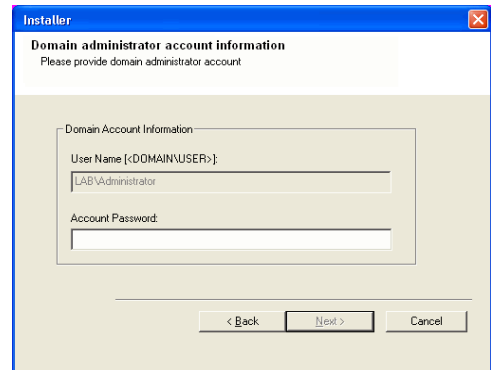 Installer
Domain administrator account information
Please provide domain administrator account
Domain Account Information
User Name [<DOMAIN\USER>]:
LAB\Administrator
Account Password:
< Back
Next >
Cancel